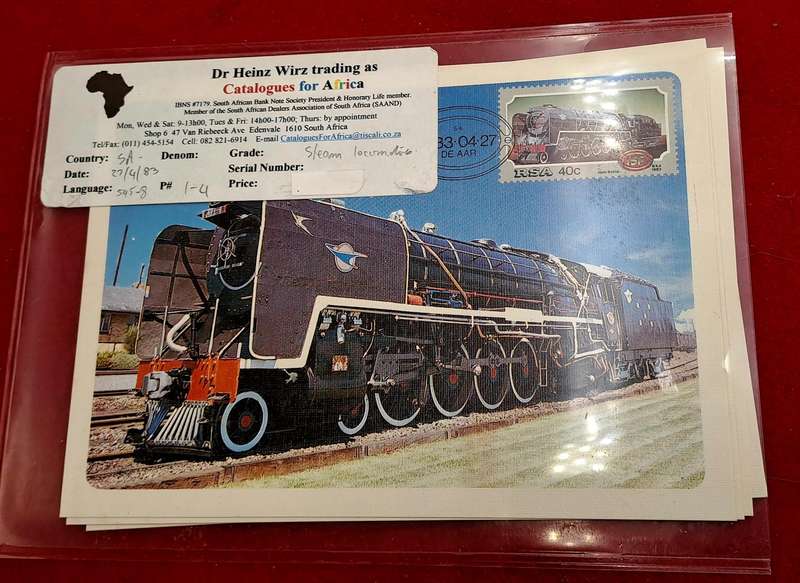 Dr Heinz Wirz trading as
Catalogues for Africa
IBNS #7179. South African Bank Note Society President & Honorary Life member.
Member of the South African Dealers Association of South Africa (SAAND)
Mon, Wed & Sat: 9-13h00, Tues & Fri: 14h00-17h00; Thurs: by appointment
Shop 6 47 Van Riebeeck Ave Edenvale 1610 South Africa
Tel/Fax: (011) 454-5154 Cell: 082 821-6914 E-mail CataloguesForAfrica@tiscali.co.za
Country: SA- Denom: Grade: Steam locomotive
Date: 27/4/83 Serial Number:
Language: 545-8 P# 1-4 Price:
83·04·27
DE AAR
RSA 40c